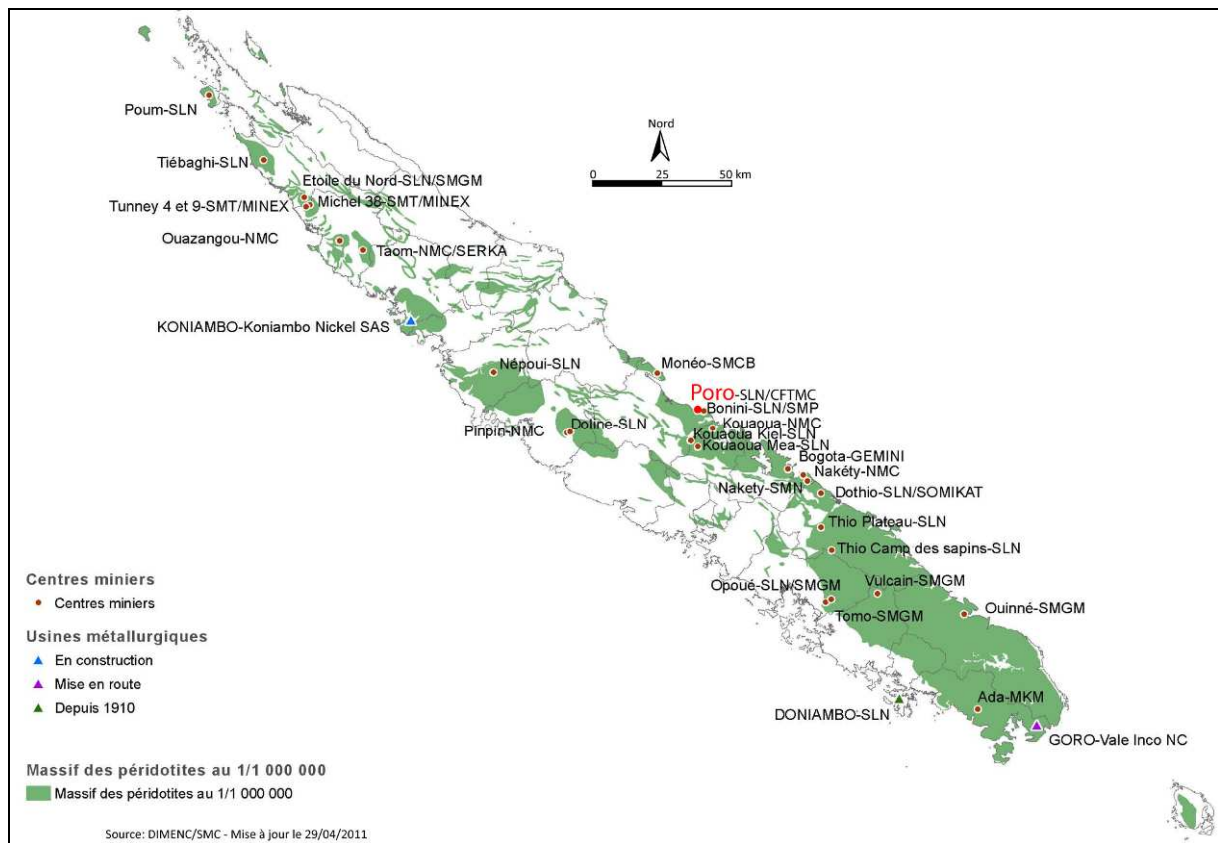 Nord
0 25 50 km
Poum-SLN
Tiébaghi-SLN
Etoile du Nord-SLN/SMGM
Tunney 4 et 9-SMT/MINEX
Michel 38-SMT/MINEX
Ouazangou-NMC
Taom-NMC/SERKA
KONIAMBO-Koniambo Nickel SAS
Népoui-SLN
Monéo-SMCB
Poro-SLN/CFTMC
Bonini-SLN/SMP
Kouaoua-NMC
Pinpin-NMC
Doline-SLN
Kouaoua Kiel-SLN
Kouaoua Mea-SLN
Bogota-GEMINI
Nakéty-NMC
Nakety-SMN
Dothio-SLN/SOMIKAT
Thio Plateau-SLN
Thio Camp des sapins-SLN
Opoué-SLN/SMGM
Vulcain-SMGM
Tomo-SMGM
Ouinné-SMGM
DONIAMBO-SLN
Ada-MKM
GORO-Vale Inco NC
Centres miniers
Centres miniers
Usines métallurgiques
En construction
Mise en route
Depuis 1910
Massif des péridotites au 1/1 000 000
Massif des péridotites au 1/1 000 000
Source: DIMENC/SMC - Mise à jour le 29/04/2011